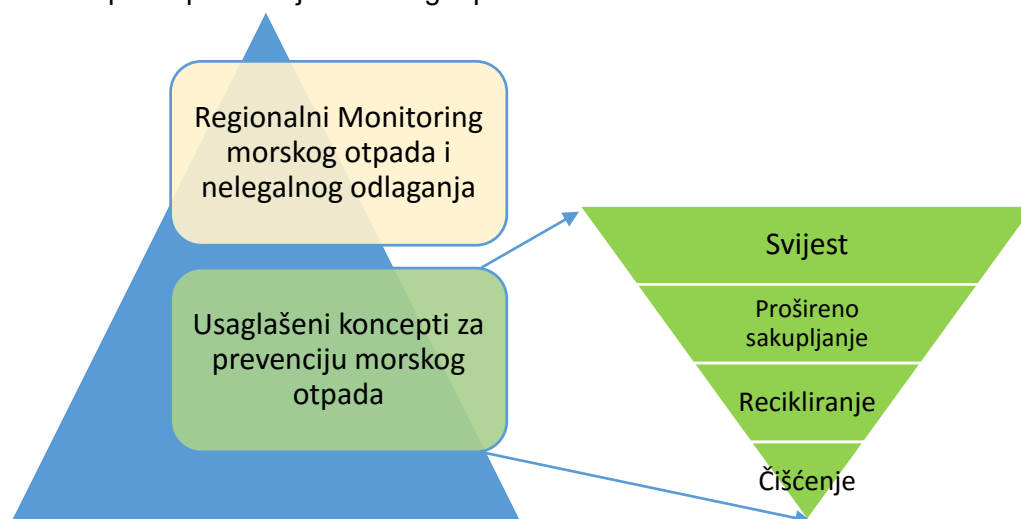 Regionalni Monitoring
morskog otpada i
nelegalnog odlaganja
Usaglašeni koncepti za
prevenciju morskog
otpada
Svijest
Prošireno
sakupljanje
Recikliranje
Čišćenje